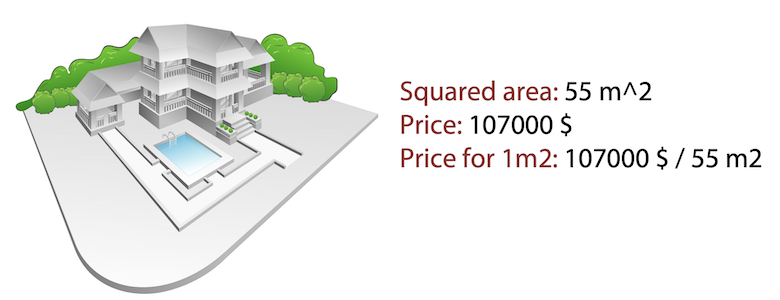 Squared area: 55 m^2
Price: 107000 $
Price for 1m2: 107000 $ / 55 m2